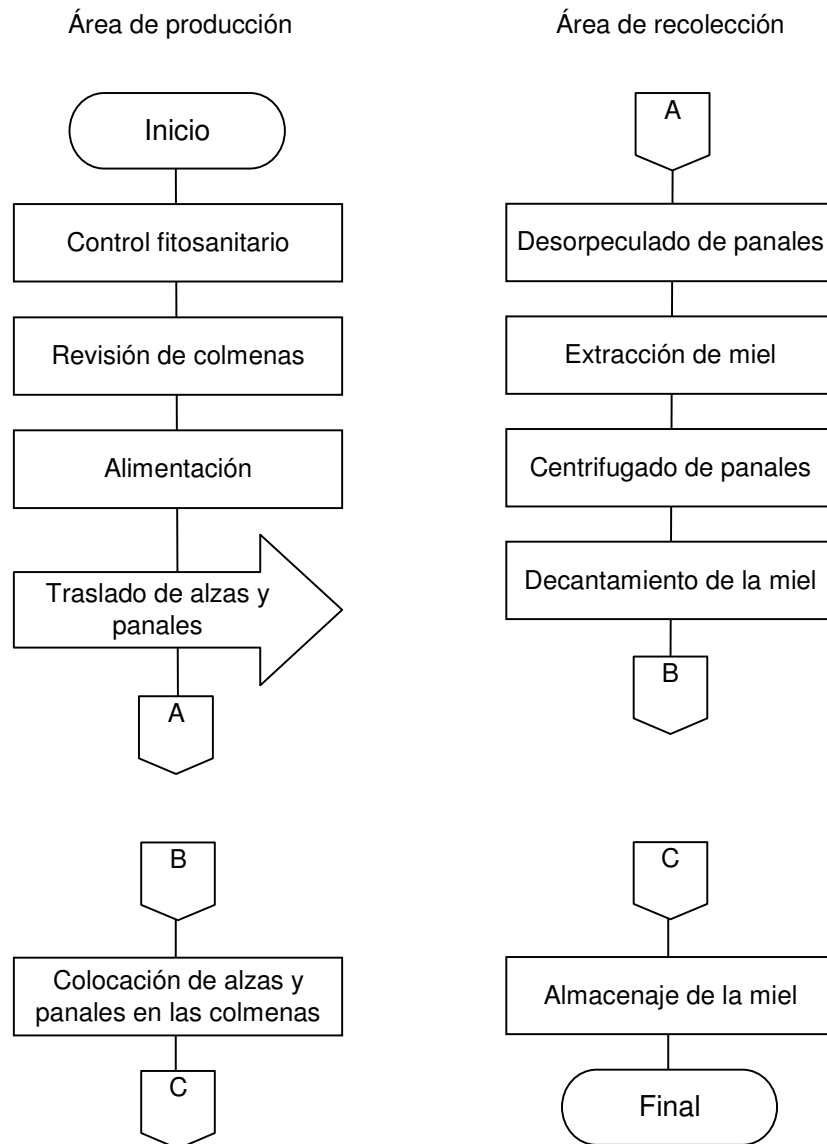 Área de producción
Inicio
Control fitosanitario
Revisión de colmenas
Alimentación
Traslado de alzas y
panales
A
Área de recolección
A
Desorpeculado de panales
Extracción de miel
Centrifugado de panales
Decantamiento de la miel
B
B
Colocación de alzas y
panales en las colmenas
C
C
Almacenaje de la miel
Final